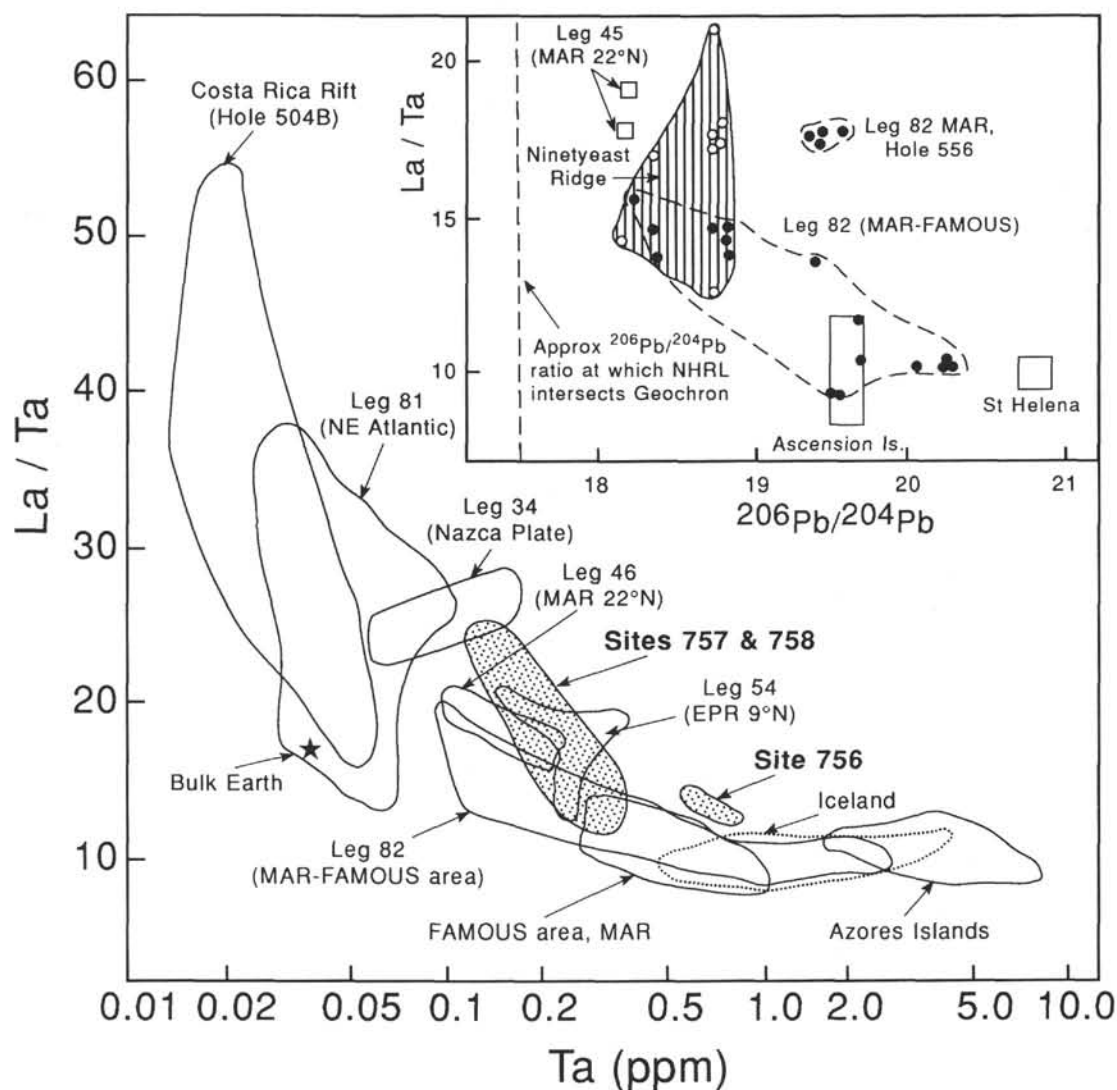 60
50
40
30
20
10
La / Ta
0.01
0.02
0.05
0.1
0.2
0.5
1.0
2.0
5.0
10.0
Ta (ppm)
Costa Rica Rift
(Hole 504B)
Leg 81
(NE Atlantic)
Leg 34
(Nazca Plate)
Leg 46
(MAR 22°N)
Sites 757 & 758
Leg 54
(EPR 9°N)
Site 756
Iceland
Bulk Earth
Leg 82
(MAR-FAMOUS area)
FAMOUS area, MAR
Azores Islands
20
15
10
La / Ta
Leg 45
(MAR 22°N)
Ninetyeast
Ridge
Leg 82 MAR,
Hole 556
Leg 82 (MAR-FAMOUS)
Approx ²⁰⁶Pb/²⁰⁴Pb
ratio at which NHRL
intersects Geochron
Ascension Is.
St Helena
18
19
20
21
²⁰⁶Pb/²⁰⁴Pb